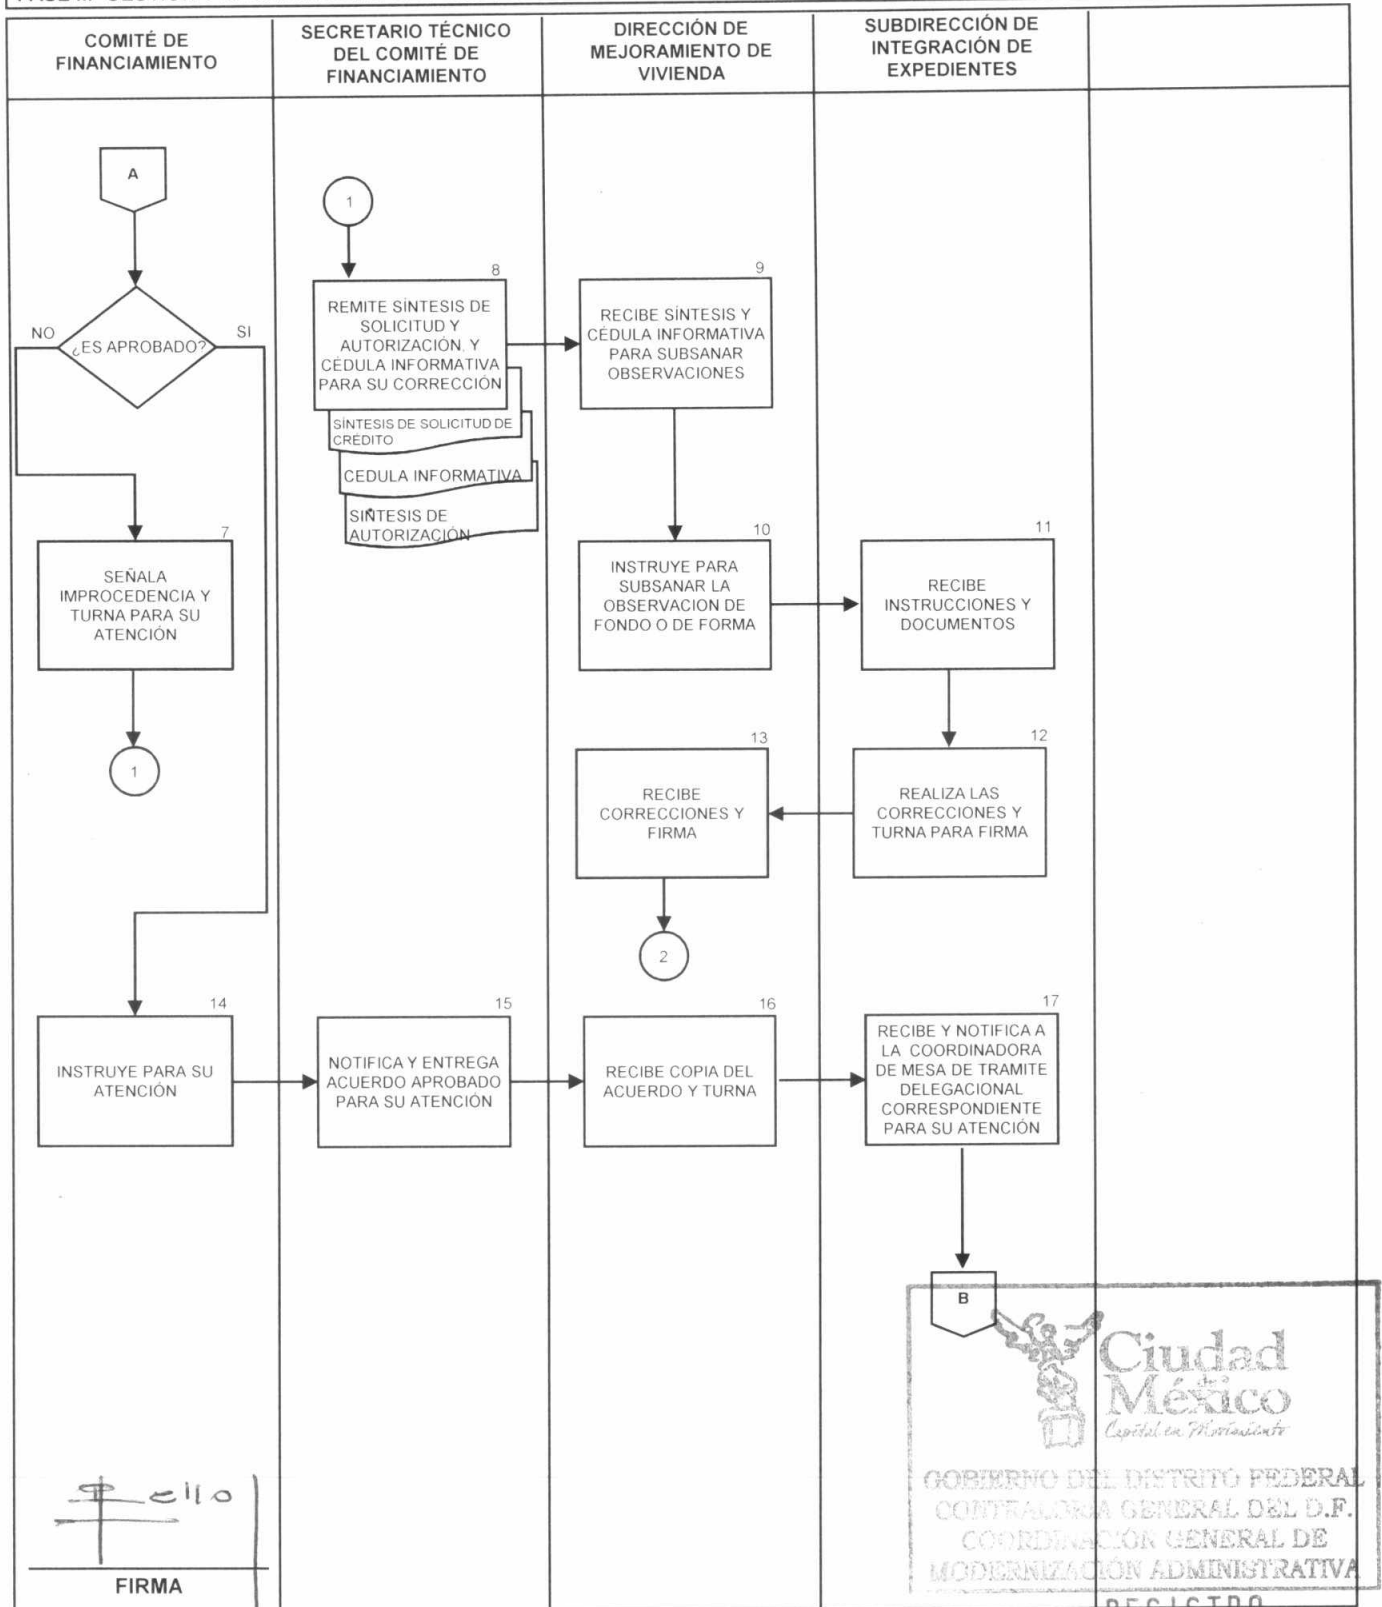 COMITÉ DE
FINANCIAMIENTO
SECRETARIO TÉCNICO
DEL COMITÉ DE
FINANCIAMIENTO
DIRECCIÓN DE
MEJORAMIENTO DE
VIVIENDA
SUBDIRECCIÓN DE
INTEGRACIÓN DE
EXPEDIENTES
A
NO
¿ES APROBADO?
SI
1
8
REMITE SÍNTESIS DE
SOLICITUD Y
AUTORIZACIÓN, Y
CÉDULA INFORMATIVA
PARA SU CORRECCIÓN
SÍNTESIS DE SOLICITUD DE
CRÉDITO
CEDULA INFORMATIVA
SINTESIS DE
AUTORIZACIÓN
9
RECIBE SÍNTESIS Y
CÉDULA INFORMATIVA
PARA SUBSANAR
OBSERVACIONES
7
SEÑALA
IMPROCEDENCIA Y
TURNA PARA SU
ATENCIÓN
1
10
INSTRUYE PARA
SUBSANAR LA
OBSERVACION DE
FONDO O DE FORMA
11
RECIBE
INSTRUCCIONES Y
DOCUMENTOS
13
RECIBE
CORRECCIONES Y
FIRMA
12
REALIZA LAS
CORRECCIONES Y
TURNA PARA FIRMA
2
14
INSTRUYE PARA SU
ATENCIÓN
15
NOTIFICA Y ENTREGA
ACUERDO APROBADO
PARA SU ATENCIÓN
16
RECIBE COPIA DEL
ACUERDO Y TURNA
17
RECIBE Y NOTIFICA A
LA COORDINADORA
DE MESA DE TRAMITE
DELEGACIONAL
CORRESPONDIENTE
PARA SU ATENCIÓN
B
Ciudad
de
México
Capital en Movimiento
GOBIERNO DEL DISTRITO FEDERAL
CONTRALORIA GENERAL DEL D.F.
COORDINACIÓN GENERAL DE
MODERNIZACIÓN ADMINISTRATIVA
REGISTRO
FIRMA